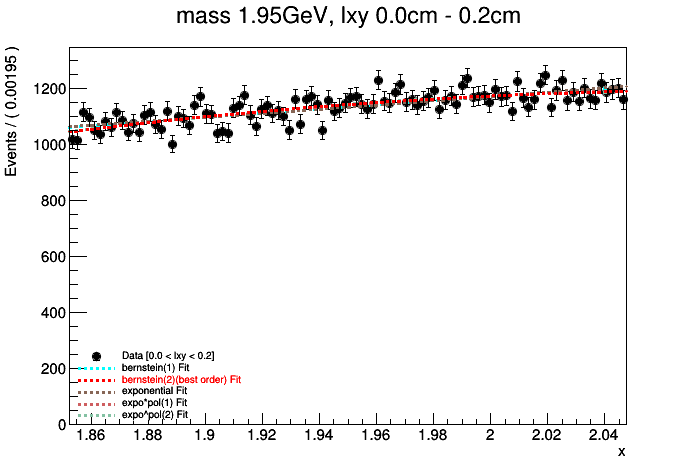 mass 1.95GeV, lxy 0.0cm - 0.2cm
Events / ( 0.00195 )
1200
1000
800
600
400
200
0
Data [0.0 < lxy < 0.2]
bernstein(1) Fit
bernstein(2)(best order) Fit
exponential Fit
expo*pol(1) Fit
expo^pol(2) Fit
1.86 1.88 1.9 1.92 1.94 1.96 1.98 2 2.02 2.04
x